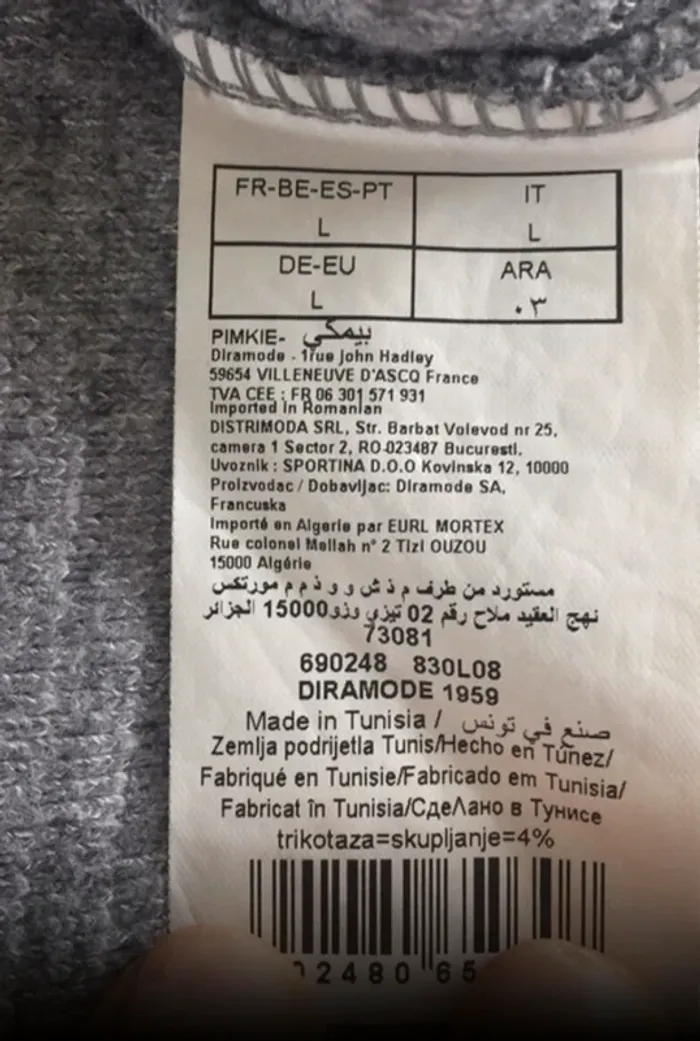 FR-BE-ES-PT
L
IT
L
DE-EU
L
ARA
٠٣
PIMKIE- بيمكي
Diramode - 1rue John Hadley
59654 VILLENEUVE D'ASCQ France
TVA CEE : FR 06 301 571 931
Imported in Romanian
DISTRIMODA SRL, Str. Barbat Voievod nr 25,
camera 1 Sector 2, RO-023487 Bucuresti.
Uvoznik : SPORTINA D.O.O Kovinska 12, 10000
Proizvodac / Dobavljac: Diramode SA,
Francuska
Importé en Algerie par EURL MORTEX
Rue colonel Mellah n° 2 Tizi OUZOU
15000 Algérie
مستورد من طرف م ذ ش و و ذ م م مورتكس
نهج العقيد ملاح رقم 02 تيزي وذو 15000 الجزائر
73081
690248 830L08
DIRAMODE 1959
Made in Tunisia / صنع في تونس
Zemlja podrijetla Tunis/Hecho en Túnez/
Fabriqué en Tunisie/Fabricado em Tunisia/
Fabricat în Tunisia/Сделано в Тунисе
trikotaza=skupljanje=4%
2480 65